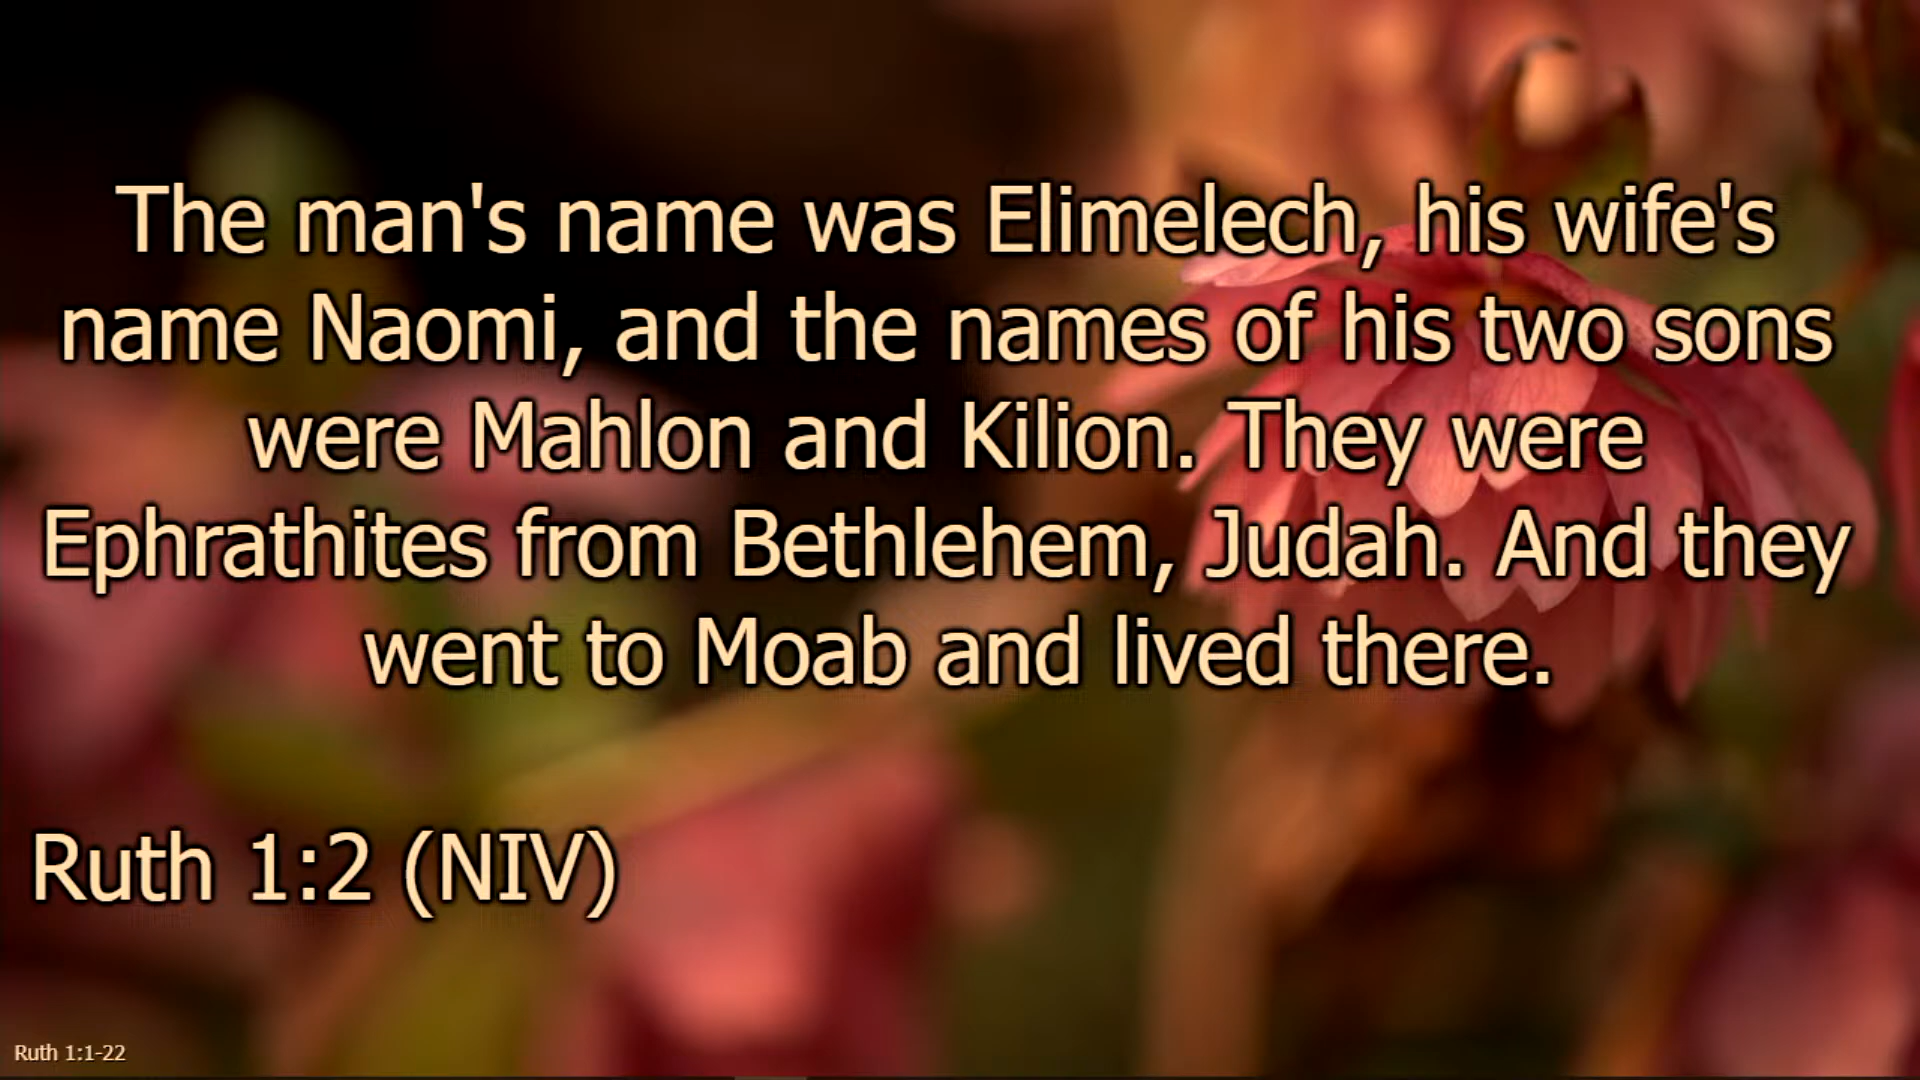 The man's name was Elimelech, his wife's
name Naomi, and the names of his two sons
were Mahlon and Kilion. They were
Ephrathites from Bethlehem, Judah. And they
went to Moab and lived there.
Ruth 1:2 (NIV)
Ruth 1:1-22